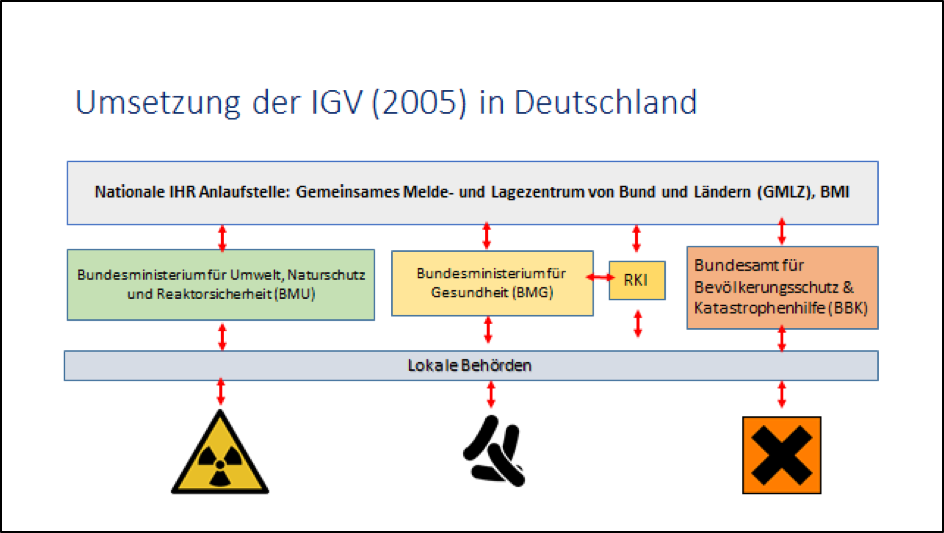 Umsetzung der IGV (2005) in Deutschland
Nationale IHR Anlaufstelle: Gemeinsames Melde- und Lagezentrum von Bund und Ländern (GMLZ), BMI
Bundesministerium für Umwelt, Naturschutz
und Reaktorsicherheit (BMU)
Bundesministerium für
Gesundheit (BMG)
RKI
Bundesamt für
Bevölkerungsschutz &
Katastrophenhilfe (BBK)
Lokale Behörden